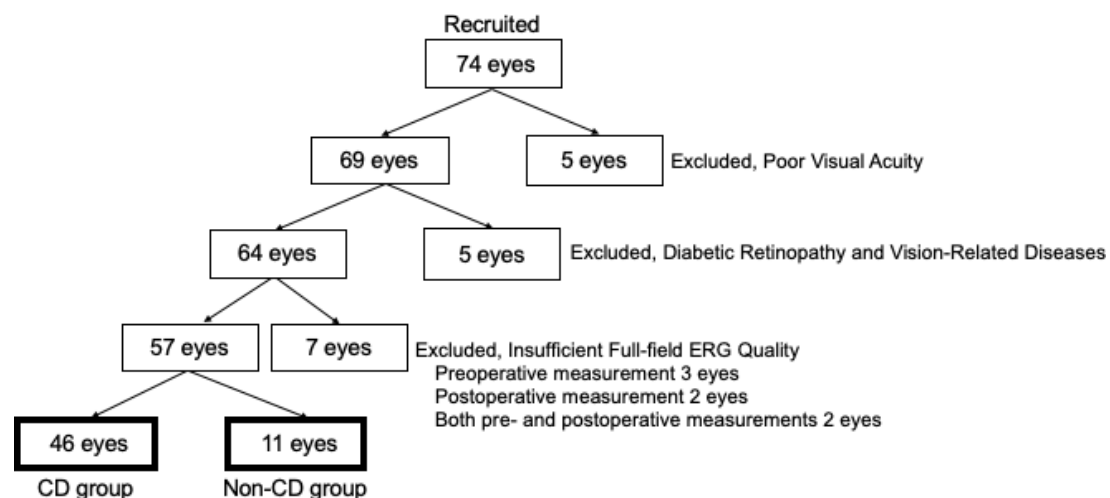 Recruited
74 eyes
69 eyes
5 eyes
Excluded, Poor Visual Acuity
64 eyes
5 eyes
Excluded, Diabetic Retinopathy and Vision-Related Diseases
57 eyes
7 eyes
Excluded, Insufficient Full-field ERG Quality
Preoperative measurement 3 eyes
Postoperative measurement 2 eyes
Both pre- and postoperative measurements 2 eyes
46 eyes
11 eyes
CD group
Non-CD group